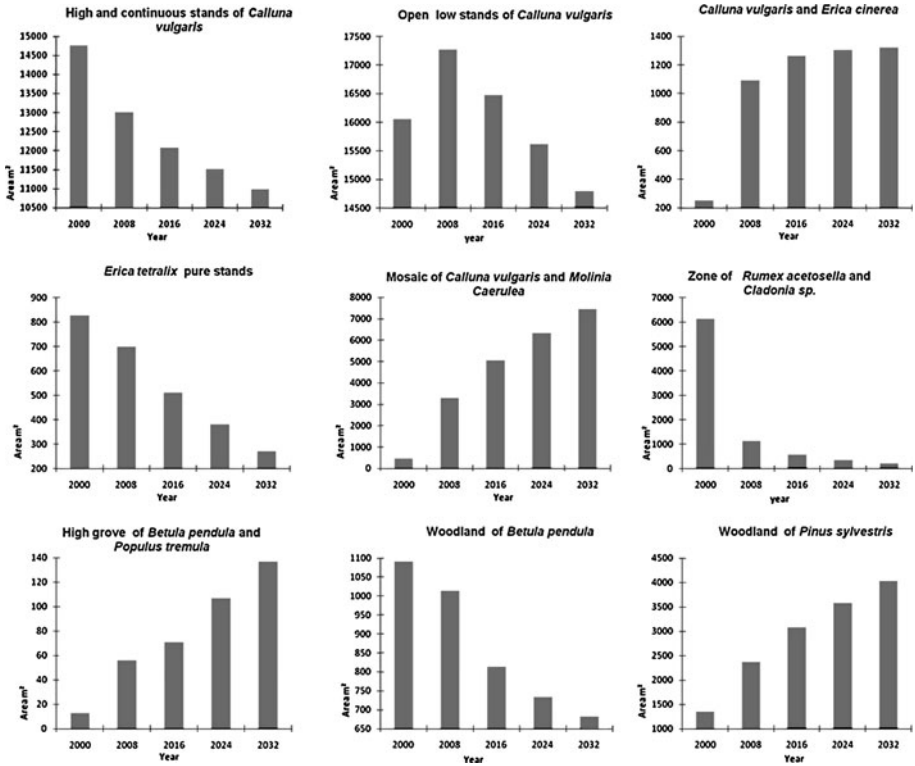 High and continuous stands of Calluna
vulgaris
Area m²
15000
14500
14000
13500
13000
12500
12000
11500
11000
10500
2000 2008 2016 2024 2032
Year
Open low stands of Calluna vulgaris
Area m²
17500
17000
16500
16000
15500
15000
14500
2000 2008 2016 2024 2032
Year
Calluna vulgaris and Erica cinerea
Area m²
1400
1200
1000
800
600
400
200
2000 2008 2016 2024 2032
Year
Erica tetralix pure stands
Area m²
900
800
700
600
500
400
300
200
2000 2008 2016 2024 2032
Year
Mosaic of Calluna vulgaris and Molinia
Caerulea
Area m²
8000
7000
6000
5000
4000
3000
2000
1000
0
2000 2008 2016 2024 2032
Year
Zone of Rumex acetosella and
Cladonia sp.
Area m²
7000
6000
5000
4000
3000
2000
1000
0
2000 2008 2016 2024 2032
year
High grove of Betula pendula and
Populus tremula
Area m²
140
120
100
80
60
40
20
0
2000 2008 2016 2024 2032
Year
Woodland of Betula pendula
Area m²
1100
1050
1000
950
900
850
800
750
700
650
2000 2008 2016 2024 2032
Year
Woodland of Pinus sylvestris
Area m²
4500
4000
3500
3000
2500
2000
1500
1000
2000 2008 2016 2024 2032
Year